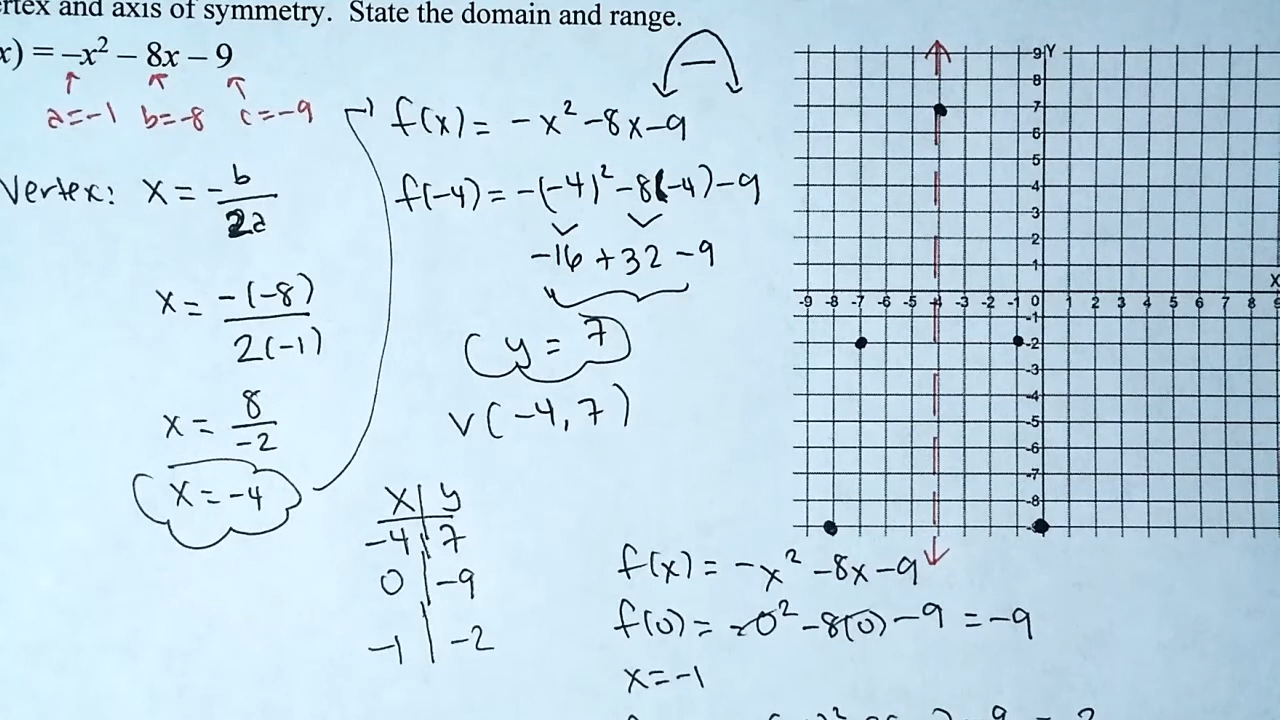 rtex and axis of symmetry. State the domain and range.
x) = −x² − 8x − 9
a=-1 b=-8 c=-9
f(x) = -x²-8x-9
Vertex: x = -b/2a
f(-4) = -(-4)²-8(-4)-9
-16+32-9
x = -(-8)/2(-1)
y = 7
x = 8/-2
V(-4,7)
x = -4
x | y
-4 | 7
0 | -9
-1 | -2
f(x) = -x²-8x-9
f(0) = -0²-8(0)-9 = -9
x=-1
Y
9
8
7
6
5
4
3
2
1
X
-9 -8 -7 -6 -5 -4 -3 -2 -1 0 1 2 3 4 5 6 7 8 9
-1
-2
-3
-4
-5
-6
-7
-8